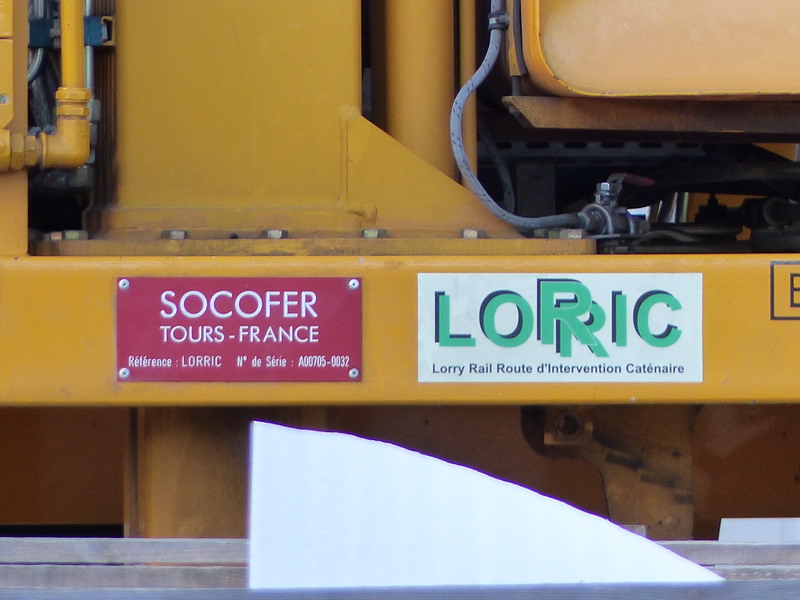 SOCOFER
TOURS - FRANCE
Référence : LORRIC N° de Série : A00705-0032
LORRIC
Lorry Rail Route d'Intervention Caténaire